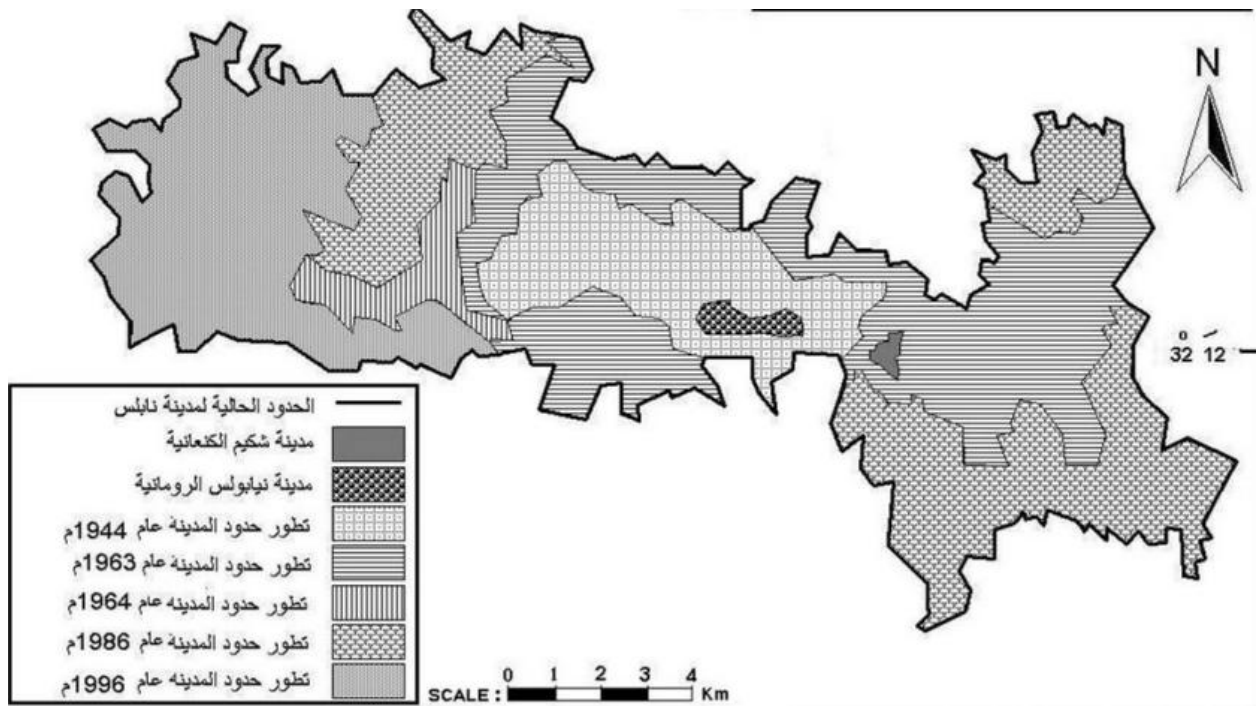 N
32 12
الحدود الحالية لمدينة نابلس
مدينة شكيم الكنعانية
مدينة نيابولس الرومانية
تطور حدود المدينة عام 1944م
تطور حدود المدينة عام 1963م
تطور حدود المدينه عام 1964م
تطور حدود المدينة عام 1986م
تطور حدود المدينه عام 1996م
0 1 2 3 4
SCALE : Km